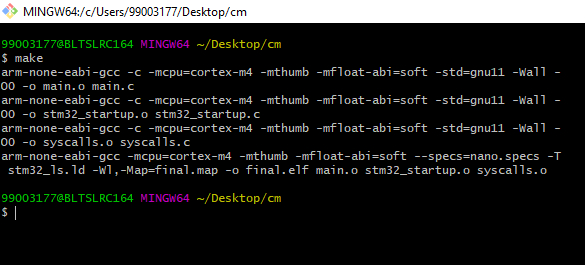 MINGW64:/c/Users/99003177/Desktop/cm
99003177@BLTSLRC164 MINGW64 ~/Desktop/cm
$ make
arm-none-eabi-gcc -c -mcpu=cortex-m4 -mthumb -mfloat-abi=soft -std=gnu11 -Wall -
O0 -o main.o main.c
arm-none-eabi-gcc -c -mcpu=cortex-m4 -mthumb -mfloat-abi=soft -std=gnu11 -Wall -
O0 -o stm32_startup.o stm32_startup.c
arm-none-eabi-gcc -c -mcpu=cortex-m4 -mthumb -mfloat-abi=soft -std=gnu11 -Wall -
O0 -o syscalls.o syscalls.c
arm-none-eabi-gcc -mcpu=cortex-m4 -mthumb -mfloat-abi=soft --specs=nano.specs -T
 stm32_ls.ld -Wl,-Map=final.map -o final.elf main.o stm32_startup.o syscalls.o
99003177@BLTSLRC164 MINGW64 ~/Desktop/cm
$